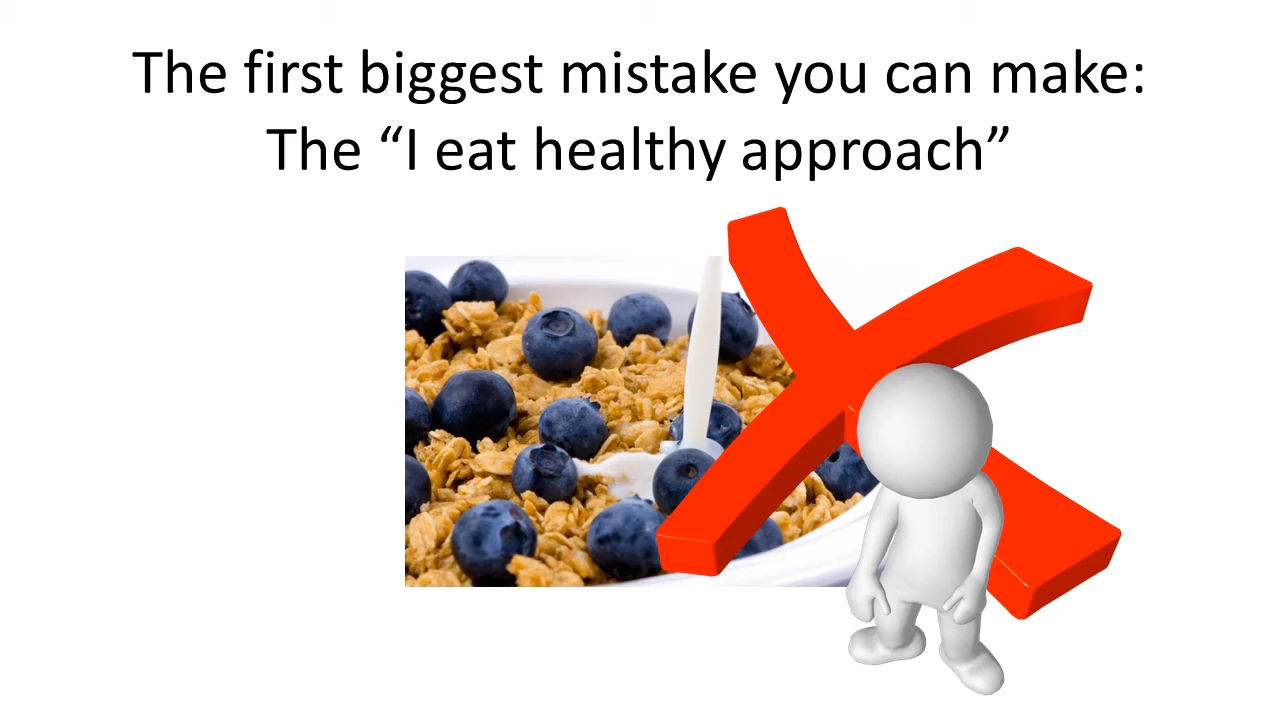 The first biggest mistake you can make:
The “I eat healthy approach”